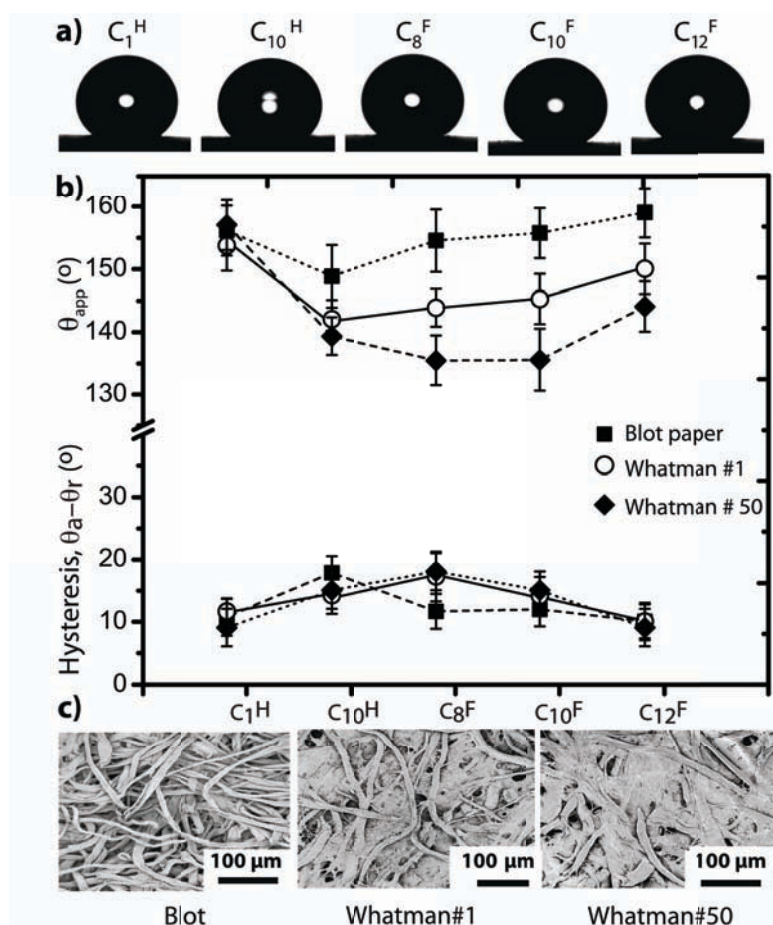 a) C₁ᴴ C₁₀ᴴ C₈ᶠ C₁₀ᶠ C₁₂ᶠ
b)
160
150
140
130
θapp (º)
Blot paper
Whatman #1
Whatman # 50
30
20
10
0
Hysteresis, θa–θr (º)
C₁H C₁₀H C₈F C₁₀F C₁₂F
c)
100 µm 100 µm 100 µm
Blot Whatman#1 Whatman#50